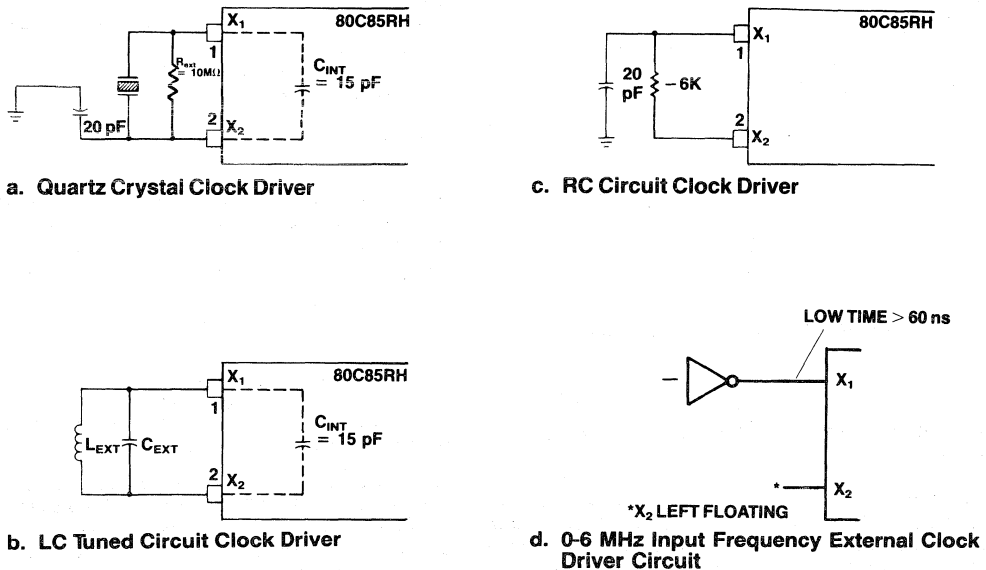 X1
80C85RH
1
Rext
= 10MΩ
CINT
= 15 pF
20 pF
2
X2
a. Quartz Crystal Clock Driver
80C85RH
X1
1
20
pF
–6K
2
X2
c. RC Circuit Clock Driver
X1
80C85RH
1
CINT
= 15 pF
LEXT
CEXT
2
X2
b. LC Tuned Circuit Clock Driver
LOW TIME > 60 ns
X1
*
X2
*X2 LEFT FLOATING
d. 0-6 MHz Input Frequency External Clock
Driver Circuit